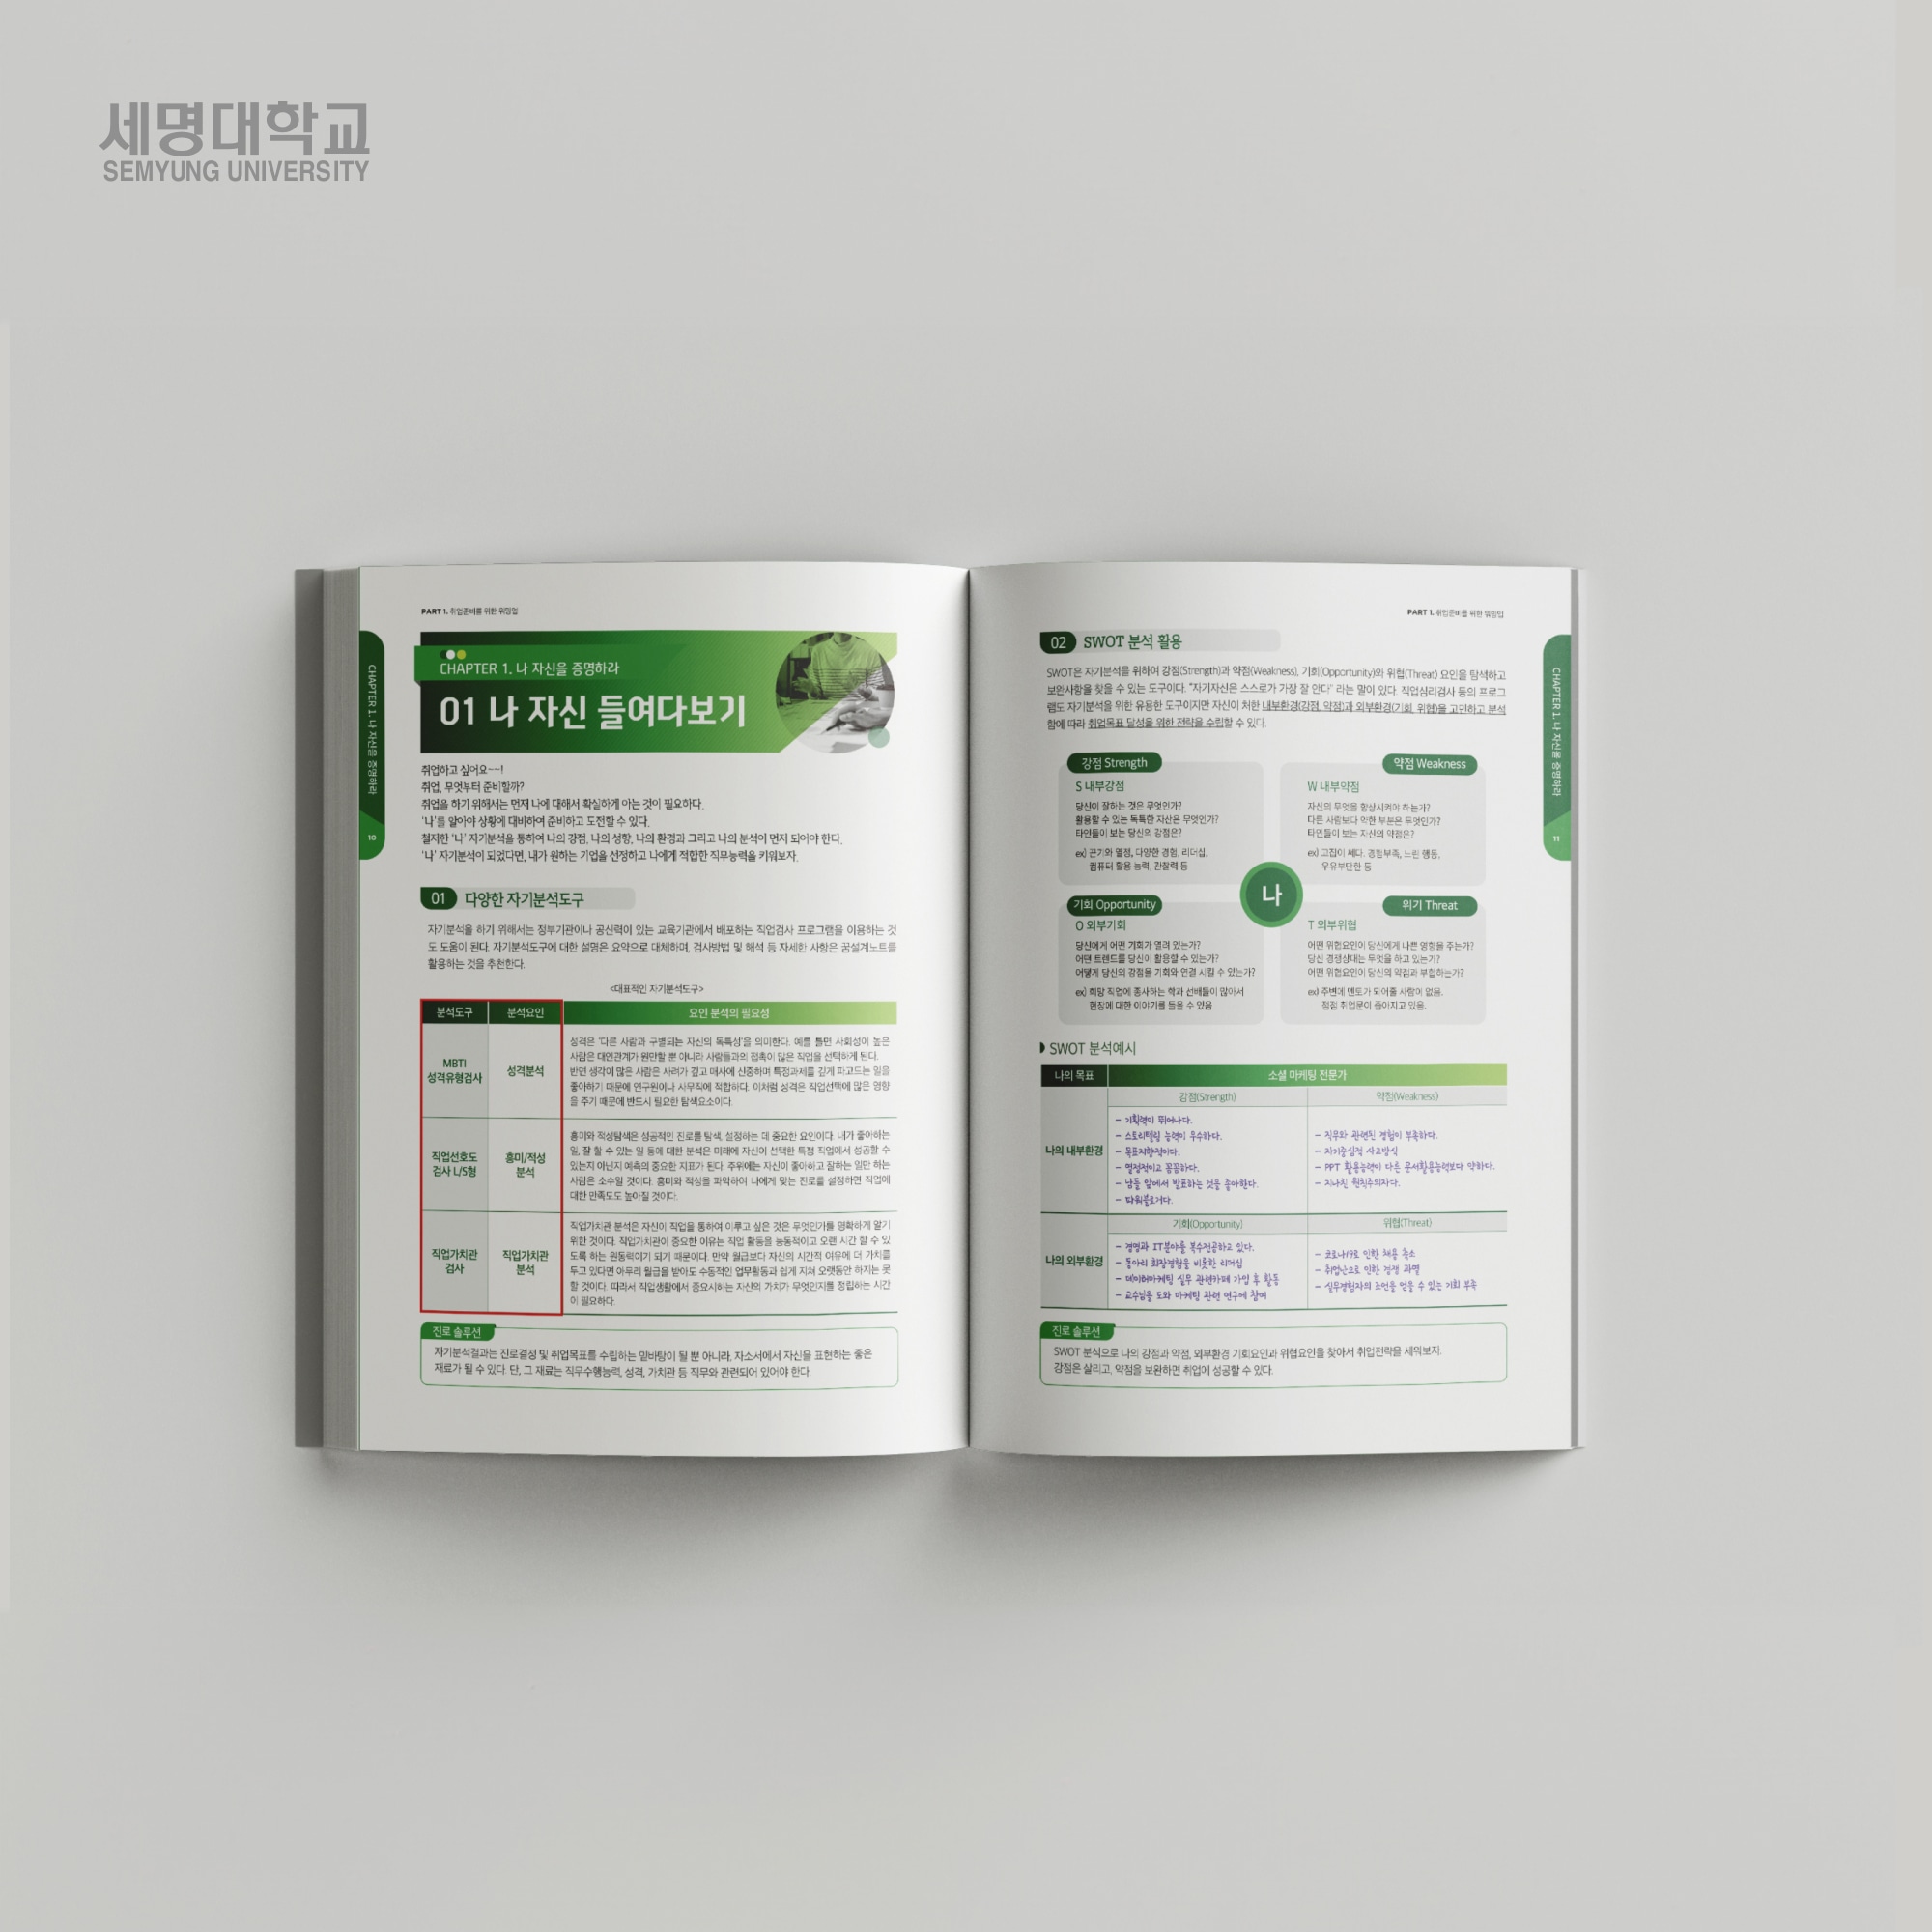 세명대학교
SEMYUNG UNIVERSITY
PART 1. 취업준비를 위한 워밍업
CHAPTER 1. 나 자신을 증명하라
10
CHAPTER 1. 나 자신을 증명하라
01 나 자신 들여다보기
취업하고 싶어요~~!
취업, 무엇부터 준비할까?
취업을 하기 위해서는 먼저 나에 대해서 확실하게 아는 것이 필요하다.
'나'를 알아야 상황에 대비하여 준비하고 도전할 수 있다.
철저한 '나' 자기분석을 통하여 나의 강점, 나의 성향, 나의 환경과 그리고 나의 분석이 먼저 되어야 한다.
'나' 자기분석이 되었다면, 내가 원하는 기업을 선정하고 나에게 적합한 직무능력을 키워보자.
01 다양한 자기분석도구
자기분석을 하기 위해서는 정부기관이나 공신력이 있는 교육기관에서 배포하는 직업검사 프로그램을 이용하는 것
도 도움이 된다. 자기분석도구에 대한 설명은 요약으로 대체하며, 검사방법 및 해석 등 자세한 사항은 꿈설계노트를
활용하는 것을 추천한다.
<대표적인 자기분석도구>
분석도구 분석요인 요인 분석의 필요성
MBTI
성격유형검사
성격분석
성격은 '다른 사람과 구별되는 자신의 독특성'을 의미한다. 예를 들면 사회성이 높은
사람은 대인관계가 원만할 뿐 아니라 사람들과의 접촉이 많은 직업을 선택하게 된다.
반면 생각이 많은 사람은 사려가 깊고 매사에 신중하며 특정과제를 깊게 파고드는 일을
좋아하기 때문에 연구원이나 사무직에 적합하다. 이처럼 성격은 직업선택에 많은 영향
을 주기 때문에 반드시 필요한 탐색요소이다.
직업선호도
검사 L/S형
흥미/적성
분석
흥미와 적성탐색은 성공적인 진로를 탐색, 설정하는 데 중요한 요인이다. 내가 좋아하는
일, 잘 할 수 있는 일 등에 대한 분석은 미래에 자신이 선택한 특정 직업에서 성공할 수
있는지 아닌지 예측의 중요한 지표가 된다. 주위에는 자신이 좋아하고 잘하는 일만 하는
사람은 소수일 것이다. 흥미와 적성을 파악하여 나에게 맞는 진로를 설정하면 직업에
대한 만족도도 높아질 것이다.
직업가치관
검사
직업가치관
분석
직업가치관 분석은 자신이 직업을 통하여 이루고 싶은 것은 무엇인가를 명확하게 알기
위한 것이다. 직업가치관이 중요한 이유는 직업 활동을 능동적이고 오랜 시간 할 수 있
도록 하는 원동력이기 되기 때문이다. 만약 월급보다 자신의 시간적 여유에 더 가치를
두고 있다면 아무리 월급을 받아도 수동적인 업무활동과 쉽게 지쳐 오랫동안 하지는 못
할 것이다. 따라서 직업생활에서 중요시하는 자신의 가치가 무엇인지를 정립하는 시간
이 필요하다.
진로 솔루션
자기분석결과는 진로결정 및 취업목표를 수립하는 밑바탕이 될 뿐 아니라, 자소서에서 자신을 표현하는 좋은
재료가 될 수 있다. 단, 그 재료는 직무수행능력, 성격, 가치관 등 직무와 관련되어 있어야 한다.
PART 1. 취업준비를 위한 워밍업
CHAPTER 1. 나 자신을 증명하라
11
02 SWOT 분석 활용
SWOT은 자기분석을 위하여 강점(Strength)과 약점(Weakness), 기회(Opportunity)와 위협(Threat) 요인을 탐색하고
보완사항을 찾을 수 있는 도구이다. "자기자신은 스스로가 가장 잘 안다" 라는 말이 있다. 직업심리검사 등의 프로그
램도 자기분석을 위한 유용한 도구이지만 자신이 처한 내부환경(강점, 약점)과 외부환경(기회, 위협)을 고민하고 분석
함에 따라 취업목표 달성을 위한 전략을 수립할 수 있다.
강점 Strength
S 내부강점
당신이 잘하는 것은 무엇인가?
활용할 수 있는 독특한 자산은 무엇인가?
타인들이 보는 당신의 강점은?
ex) 끈기와 열정, 다양한 경험, 리더십,
컴퓨터 활용 능력, 관찰력 등
약점 Weakness
W 내부약점
자신의 무엇을 향상시켜야 하는가?
다른 사람보다 약한 부분은 무엇인가?
타인들이 보는 자신의 약점은?
ex) 고집이 쎄다. 경험부족, 느린 행동,
우유부단한 등
나
기회 Opportunity
O 외부기회
당신에게 어떤 기회가 열려 있는가?
어떤 트렌드를 당신이 활용할 수 있는가?
어떻게 당신의 강점을 기회와 연결 시킬 수 있는가?
ex) 희망 직업에 종사하는 학과 선배들이 많아서
현장에 대한 이야기를 들을 수 있음
위기 Threat
T 외부위협
어떤 위험요인이 당신에게 나쁜 영향을 주는가?
당신 경쟁상대는 무엇을 하고 있는가?
어떤 위험요인이 당신의 약점과 부합하는가?
ex) 주변에 멘토가 되어줄 사람이 없음.
점점 취업문이 좁아지고 있음.
SWOT 분석예시
나의 목표 소셜 마케팅 전문가
강점(Strength) 약점(Weakness)
나의 내부환경
– 기획력이 뛰어나다.
– 스토리텔링 능력이 우수하다.
– 목표지향적이다.
– 열정적이고 꼼꼼하다.
– 남들 앞에서 발표하는 것을 좋아한다.
– 파워블로거다.
– 직무와 관련된 경험이 부족하다.
– 자기중심적 사고방식
– PPT 활용능력이 다른 문서활용능력보다 약하다.
– 지나친 원칙주의자다.
기회(Opportunity) 위협(Threat)
나의 외부환경
– 경영과 IT분야를 복수전공하고 있다.
– 동아리 회장경험을 비롯한 리더십
– 데이터마케팅 실무 관련카페 가입 후 활동
– 교수님을 도와 마케팅 관련 연구에 참여
– 코로나19로 인한 채용 축소
– 취업난으로 인한 경쟁 과열
– 실무경험자의 조언을 얻을 수 있는 기회 부족
진로 솔루션
SWOT 분석으로 나의 강점과 약점, 외부환경 기회요인과 위협요인을 찾아서 취업전략을 세워보자.
강점은 살리고, 약점을 보완하면 취업에 성공할 수 있다.